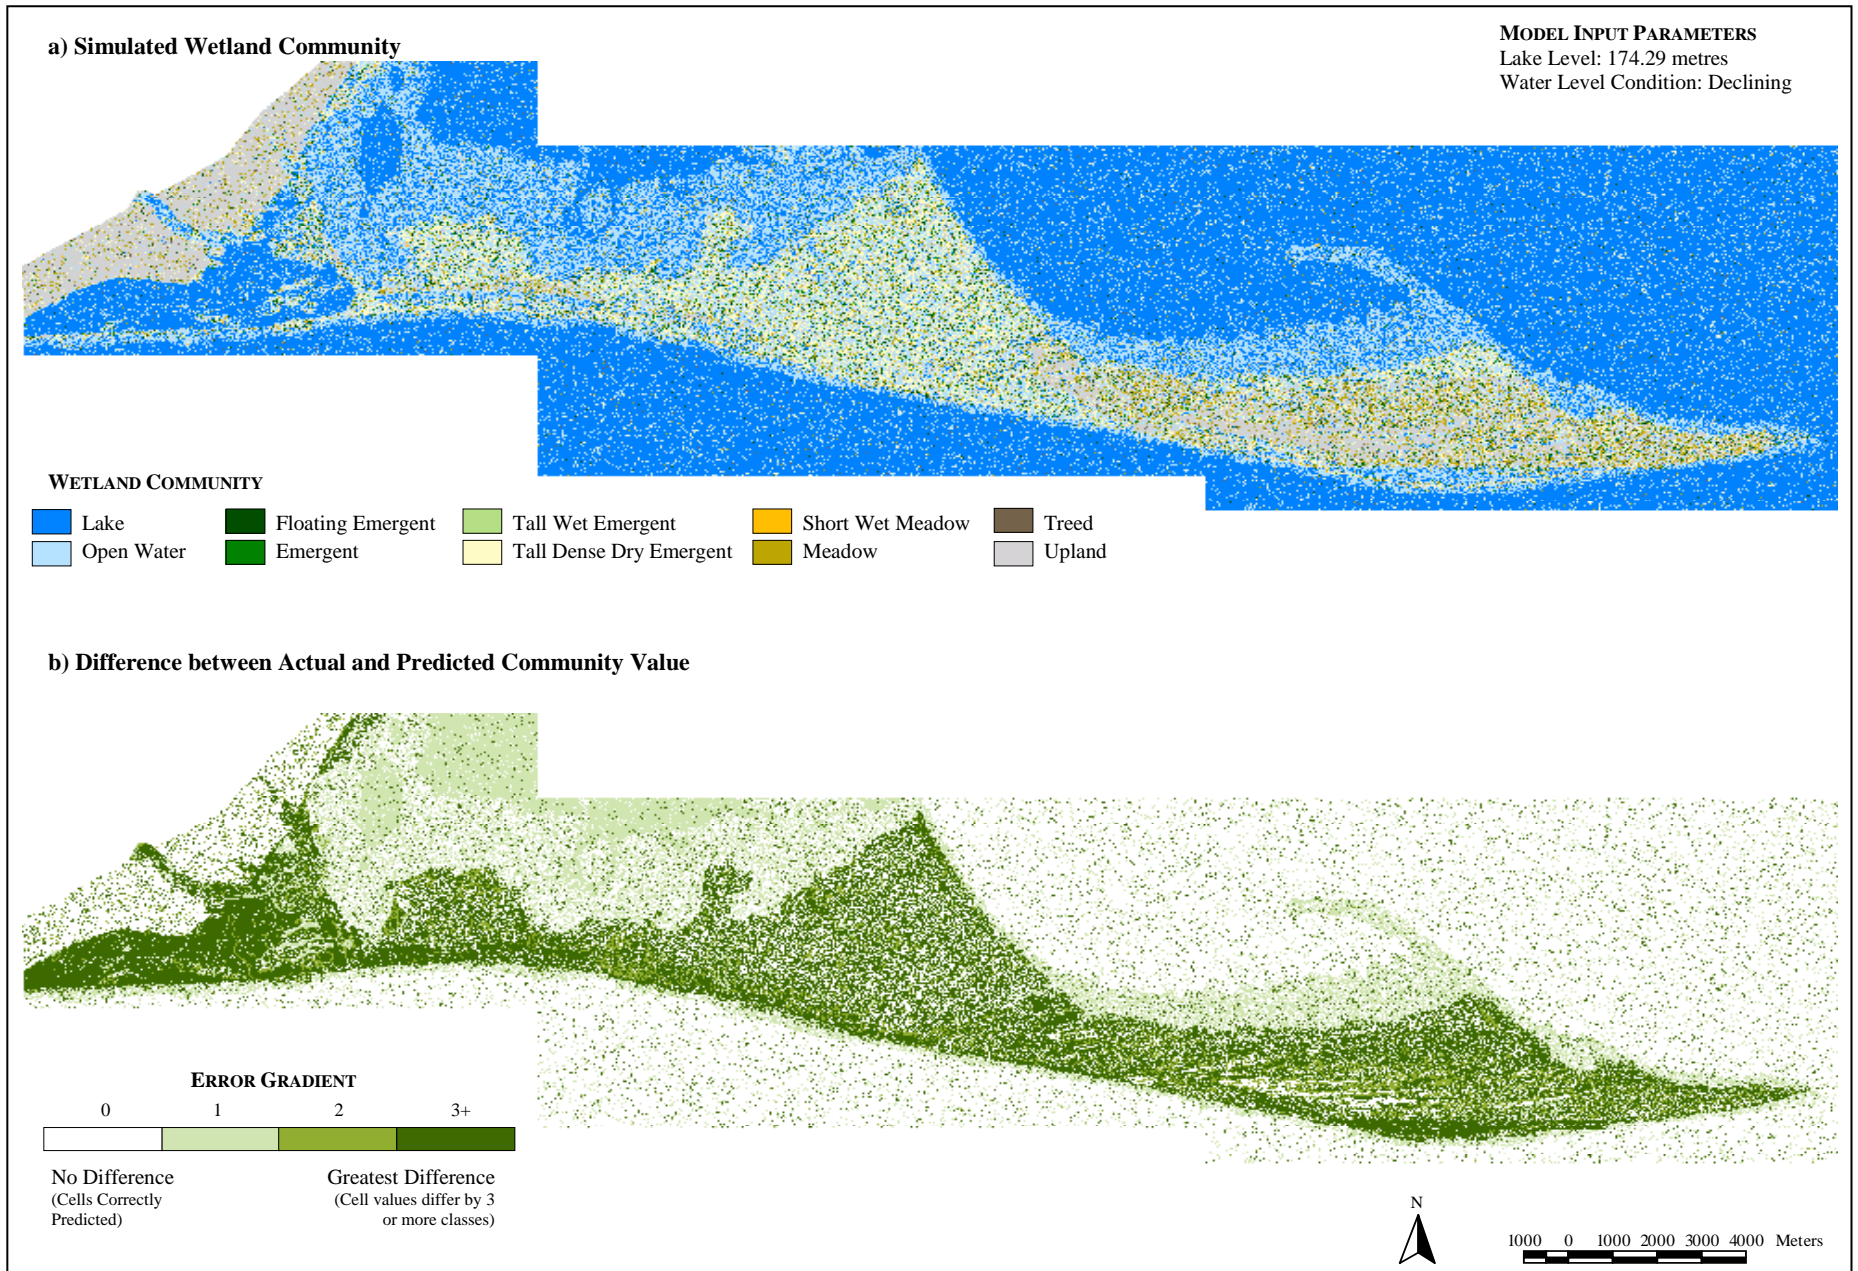 a) Simulated Wetland Community
MODEL INPUT PARAMETERS
Lake Level: 174.29 metres
Water Level Condition: Declining
WETLAND COMMUNITY
Lake
Floating Emergent
Tall Wet Emergent
Short Wet Meadow
Treed
Open Water
Emergent
Tall Dense Dry Emergent
Meadow
Upland
b) Difference between Actual and Predicted Community Value
ERROR GRADIENT
0 1 2 3+
No Difference
(Cells Correctly
Predicted)
Greatest Difference
(Cell values differ by 3
or more classes)
N
1000 0 1000 2000 3000 4000 Meters